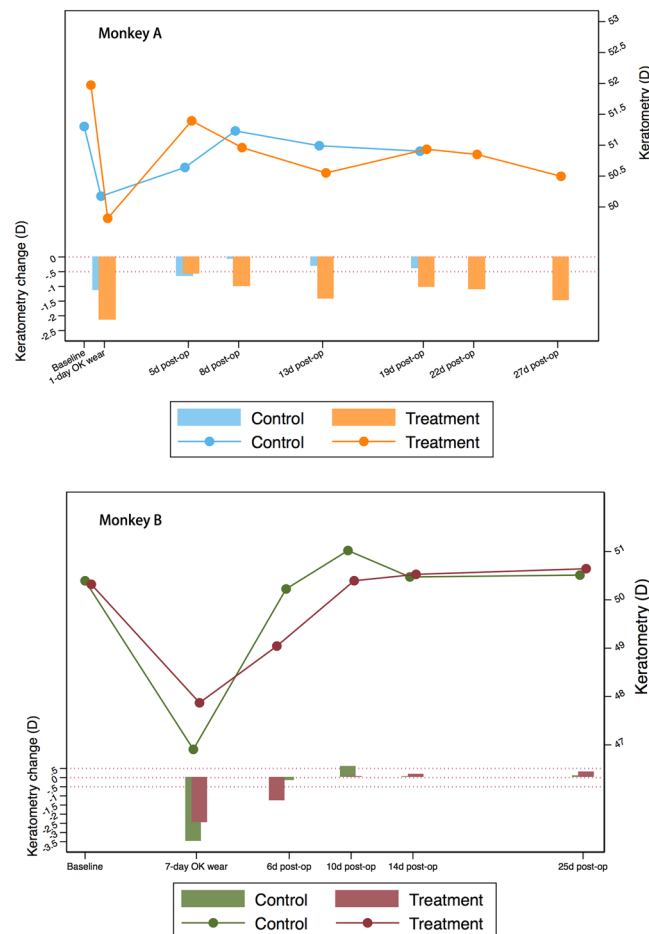 Monkey A
53
52.5
52
51.5
51
50.5
50
Keratometry (D)
0
-.5
-1
-1.5
-2
-2.5
Keratometry change (D)
Baseline
1-day OK wear
5d post-op
8d post-op
13d post-op
19d post-op
22d post-op
27d post-op
Control Treatment
Control Treatment
Monkey B
51
50
49
48
47
Keratometry (D)
.5
0
-.5
-1
-1.5
-2
-2.5
-3
-3.5
Keratometry change (D)
Baseline 7-day OK wear 6d post-op 10d post-op 14d post-op 25d post-op
Control Treatment
Control Treatment